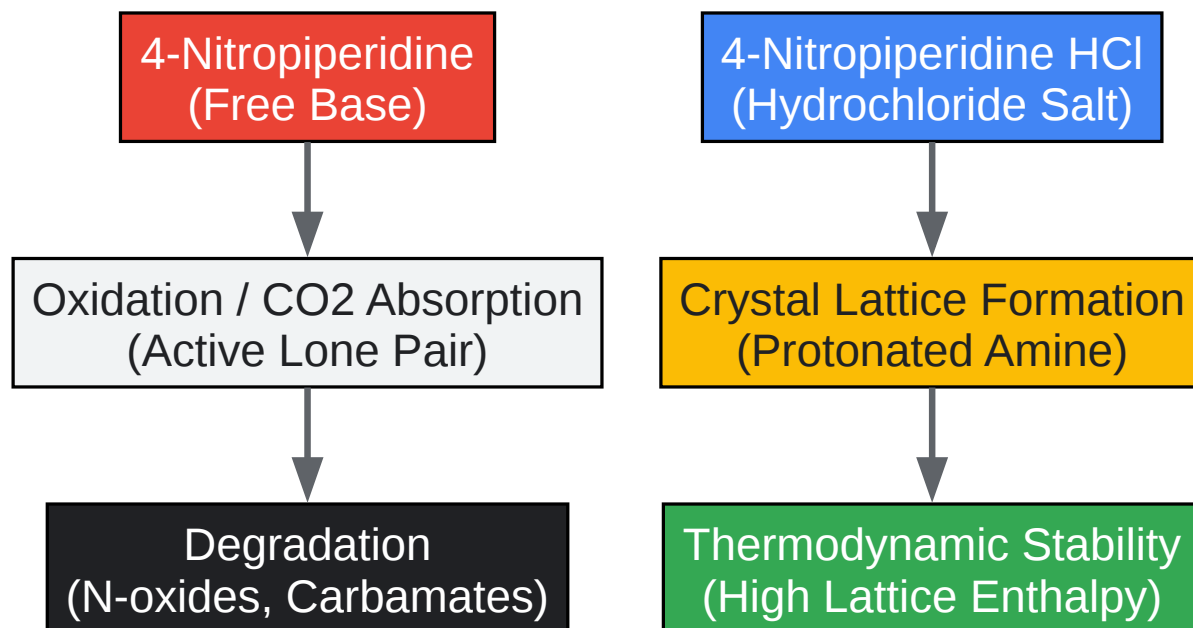 4-Nitropiperidine
(Free Base)
Oxidation / CO2 Absorption
(Active Lone Pair)
Degradation
(N-oxides, Carbamates)
4-Nitropiperidine HCl
(Hydrochloride Salt)
Crystal Lattice Formation
(Protonated Amine)
Thermodynamic Stability
(High Lattice Enthalpy)